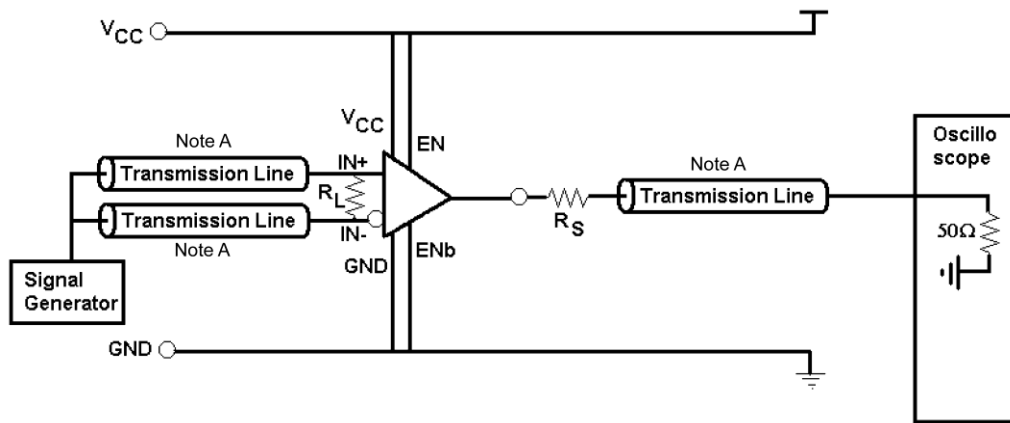 VCC
VCC
EN
Note A
Transmission Line
IN+
RL
Transmission Line
IN-
Note A
GND
ENb
Signal
Generator
GND
RS
Note A
Transmission Line
Oscillo
scope
50Ω